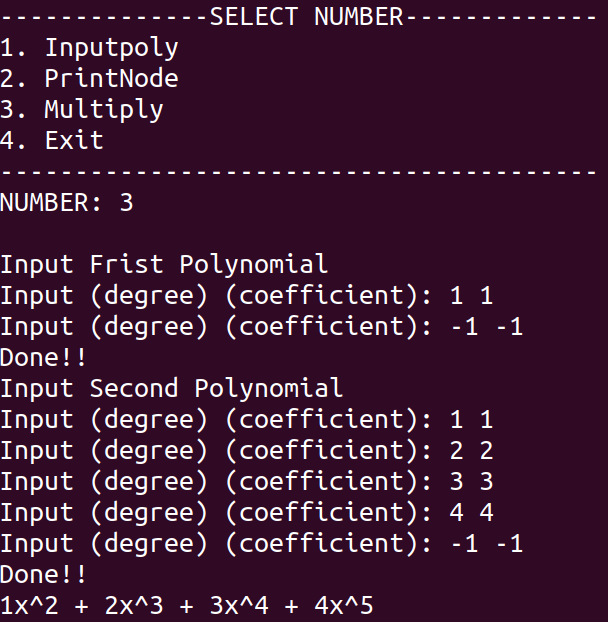 --------------SELECT NUMBER-------------
1. Inputpoly
2. PrintNode
3. Multiply
4. Exit
----------------------------------------
NUMBER: 3
Input Frist Polynomial
Input (degree) (coefficient): 1 1
Input (degree) (coefficient): -1 -1
Done!!
Input Second Polynomial
Input (degree) (coefficient): 1 1
Input (degree) (coefficient): 2 2
Input (degree) (coefficient): 3 3
Input (degree) (coefficient): 4 4
Input (degree) (coefficient): -1 -1
Done!!
1x^2 + 2x^3 + 3x^4 + 4x^5